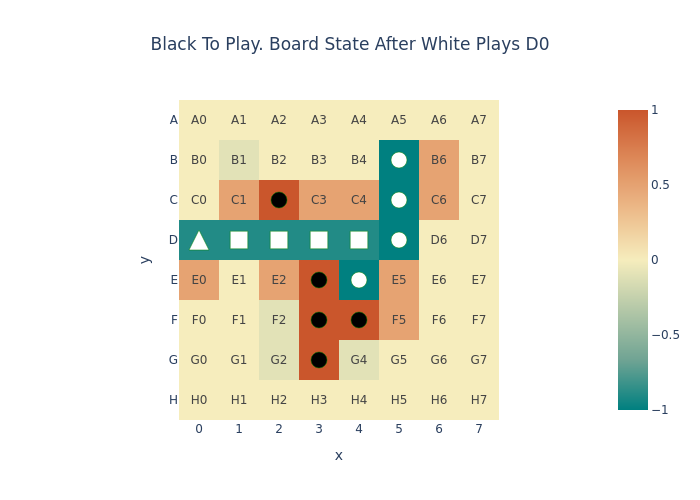 Black To Play. Board State After White Plays D0
A A0 A1 A2 A3 A4 A5 A6 A7
B B0 B1 B2 B3 B4 B6 B7
C C0 C1 C3 C4 C6 C7
D D6 D7
E E0 E1 E2 E5 E6 E7
F F0 F1 F2 F5 F6 F7
G G0 G1 G2 G4 G5 G6 G7
H H0 H1 H2 H3 H4 H5 H6 H7
0 1 2 3 4 5 6 7
x
y
1
0.5
0
−0.5
−1